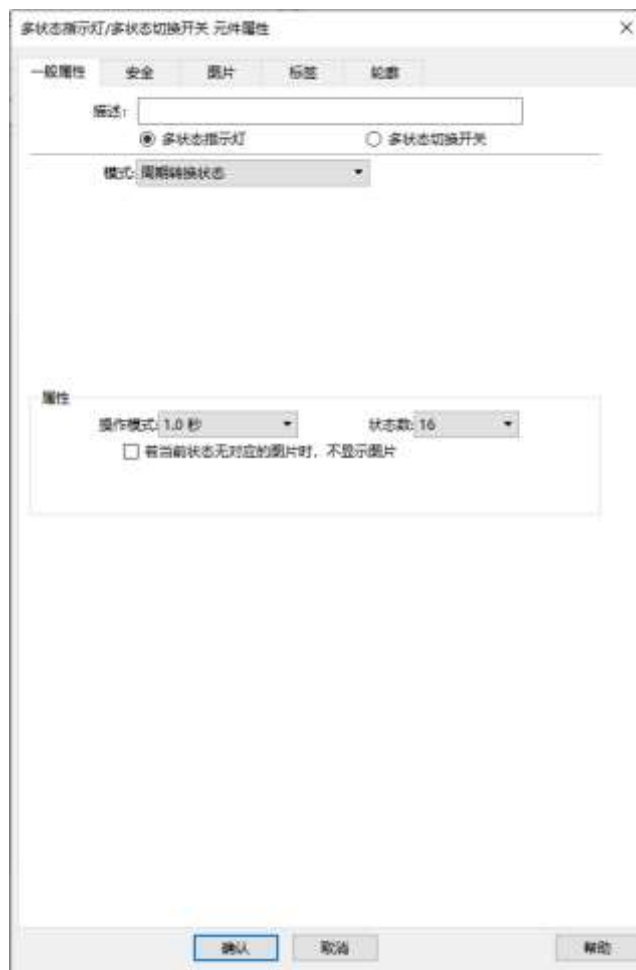 多状态指示灯/多状态切换开关 元件属性
一般属性 安全 图片 标签 轮廓
描述:
多状态指示灯 多状态切换开关
模式: 周期转换状态
属性
操作模式: 1.0 秒 状态数: 16
若当前状态无对应的图片时，不显示图片
确认 取消 帮助